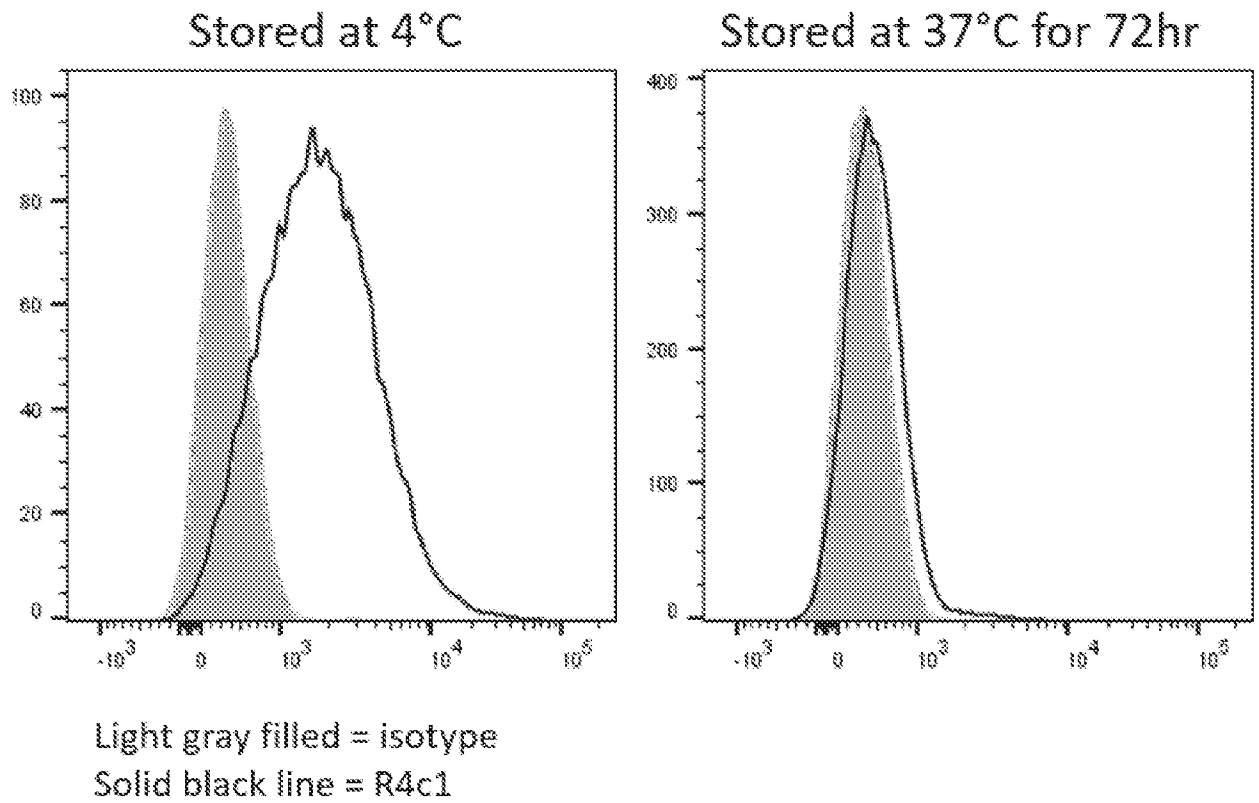 Stored at 4°C
Stored at 37°C for 72hr
100
80
60
40
20
0
-10³ 0 10³ 10⁴ 10⁵
400
300
200
100
0
-10³ 0 10³ 10⁴ 10⁵
Light gray filled = isotype
Solid black line = R4c1